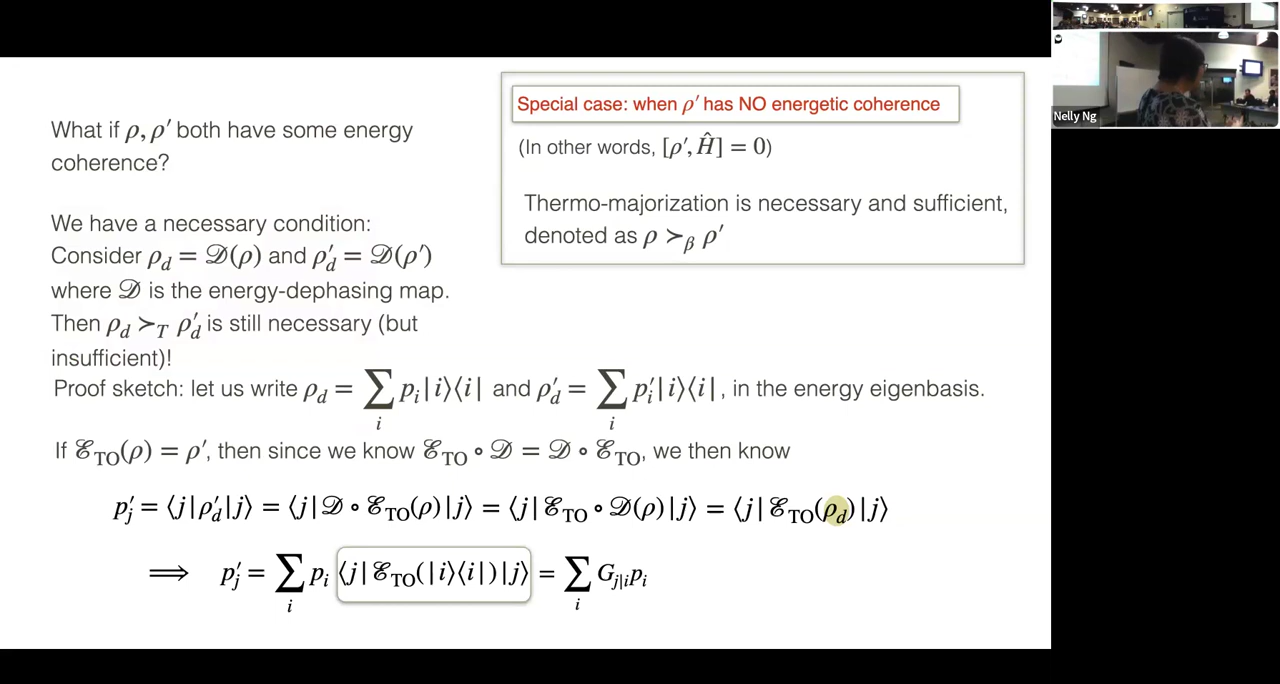 What if ρ, ρ′ both have some energy
coherence?
We have a necessary condition:
Consider ρ_d = 𝒟(ρ) and ρ′_d = 𝒟(ρ′)
where 𝒟 is the energy-dephasing map.
Then ρ_d ≻_T ρ′_d is still necessary (but
insufficient)!
Special case: when ρ′ has NO energetic coherence
(In other words, [ρ′, Ĥ] = 0)
Thermo-majorization is necessary and sufficient,
denoted as ρ ≻_β ρ′
Proof sketch: let us write ρ_d = ∑_i p_i|i⟩⟨i| and ρ′_d = ∑_i p′_i|i⟩⟨i|, in the energy eigenbasis.
If ℰ_TO(ρ) = ρ′, then since we know ℰ_TO ∘ 𝒟 = 𝒟 ∘ ℰ_TO, we then know
p′_j = ⟨j|ρ′_d|j⟩ = ⟨j|𝒟 ∘ ℰ_TO(ρ)|j⟩ = ⟨j|ℰ_TO ∘ 𝒟(ρ)|j⟩ = ⟨j|ℰ_TO(ρ_d)|j⟩
⟹ p′_j = ∑_i p_i ⟨j|ℰ_TO(|i⟩⟨i|)|j⟩ = ∑_i G_{j|i}p_i
Nelly Ng